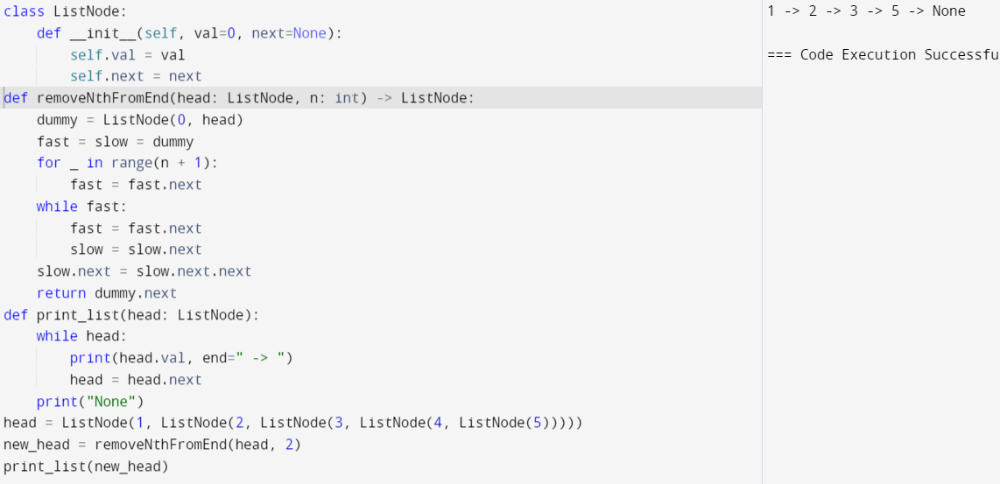 class ListNode:
    def __init__(self, val=0, next=None):
        self.val = val
        self.next = next
def removeNthFromEnd(head: ListNode, n: int) -> ListNode:
    dummy = ListNode(0, head)
    fast = slow = dummy
    for _ in range(n + 1):
        fast = fast.next
    while fast:
        fast = fast.next
        slow = slow.next
    slow.next = slow.next.next
    return dummy.next
def print_list(head: ListNode):
    while head:
        print(head.val, end=" -> ")
        head = head.next
    print("None")
head = ListNode(1, ListNode(2, ListNode(3, ListNode(4, ListNode(5)))))
new_head = removeNthFromEnd(head, 2)
print_list(new_head)
1 -> 2 -> 3 -> 5 -> None
=== Code Execution Successfu